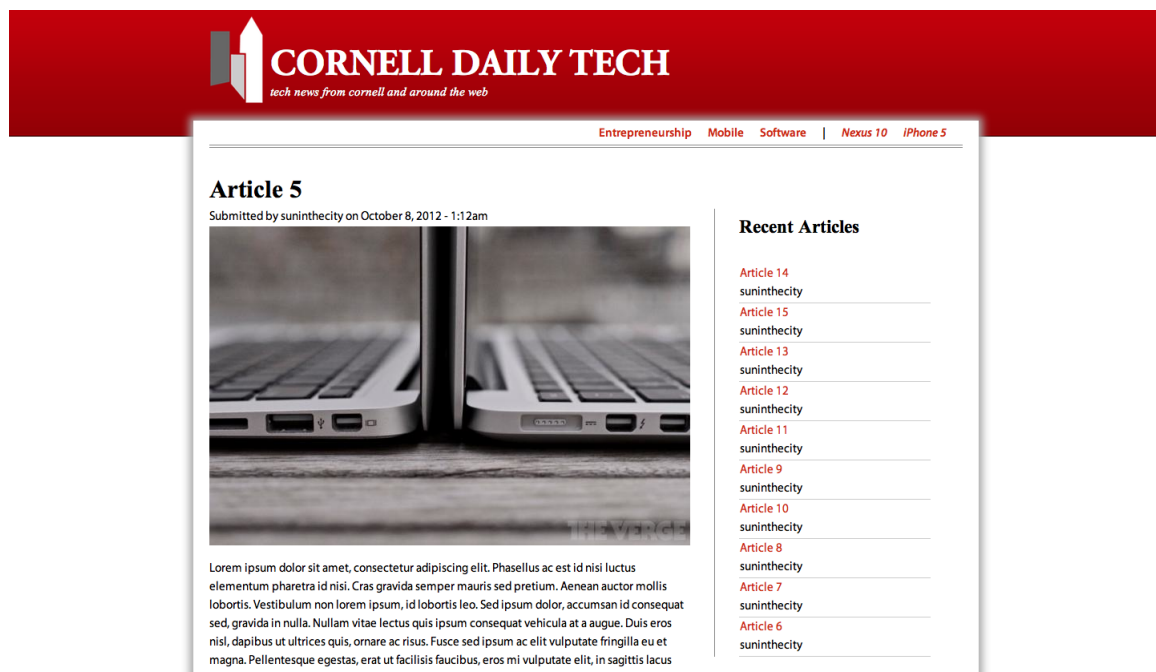 CORNELL DAILY TECH
tech news from cornell and around the web
Entrepreneurship Mobile Software | Nexus 10 iPhone 5
Article 5
Submitted by suninthecity on October 8, 2012 - 1:12am
THE VERGE
Lorem ipsum dolor sit amet, consectetur adipiscing elit. Phasellus ac est id nisi luctus
elementum pharetra id nisi. Cras gravida semper mauris sed pretium. Aenean auctor mollis
lobortis. Vestibulum non lorem ipsum, id lobortis leo. Sed ipsum dolor, accumsan id consequat
sed, gravida in nulla. Nullam vitae lectus quis ipsum consequat vehicula at a augue. Duis eros
nisl, dapibus ut ultrices quis, ornare ac risus. Fusce sed ipsum ac elit vulputate fringilla eu et
magna. Pellentesque egestas, erat ut facilisis faucibus, eros mi vulputate elit, in sagittis lacus
Recent Articles
Article 14
suninthecity
Article 15
suninthecity
Article 13
suninthecity
Article 12
suninthecity
Article 11
suninthecity
Article 9
suninthecity
Article 10
suninthecity
Article 8
suninthecity
Article 7
suninthecity
Article 6
suninthecity